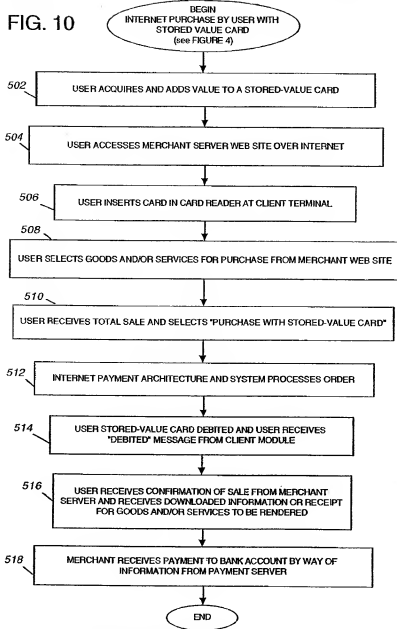 FIG. 10
BEGIN
INTERNET PURCHASE BY USER WITH
STORED VALUE CARD
(see FIGURE 4)
502
USER ACQUIRES AND ADDS VALUE TO A STORED-VALUE CARD
504
USER ACCESSES MERCHANT SERVER WEB SITE OVER INTERNET
506
USER INSERTS CARD IN CARD READER AT CLIENT TERMINAL
508
USER SELECTS GOODS AND/OR SERVICES FOR PURCHASE FROM MERCHANT WEB SITE
510
USER RECEIVES TOTAL SALE AND SELECTS "PURCHASE WITH STORED-VALUE CARD"
512
INTERNET PAYMENT ARCHITECTURE AND SYSTEM PROCESSES ORDER
514
USER STORED-VALUE CARD DEBITED AND USER RECEIVES
"DEBITED" MESSAGE FROM CLIENT MODULE
516
USER RECEIVES CONFIRMATION OF SALE FROM MERCHANT
SERVER AND RECEIVES DOWNLOADED INFORMATION OR RECEIPT
FOR GOODS AND/OR SERVICES TO BE RENDERED
518
MERCHANT RECEIVES PAYMENT TO BANK ACCOUNT BY WAY OF
INFORMATION FROM PAYMENT SERVER
END